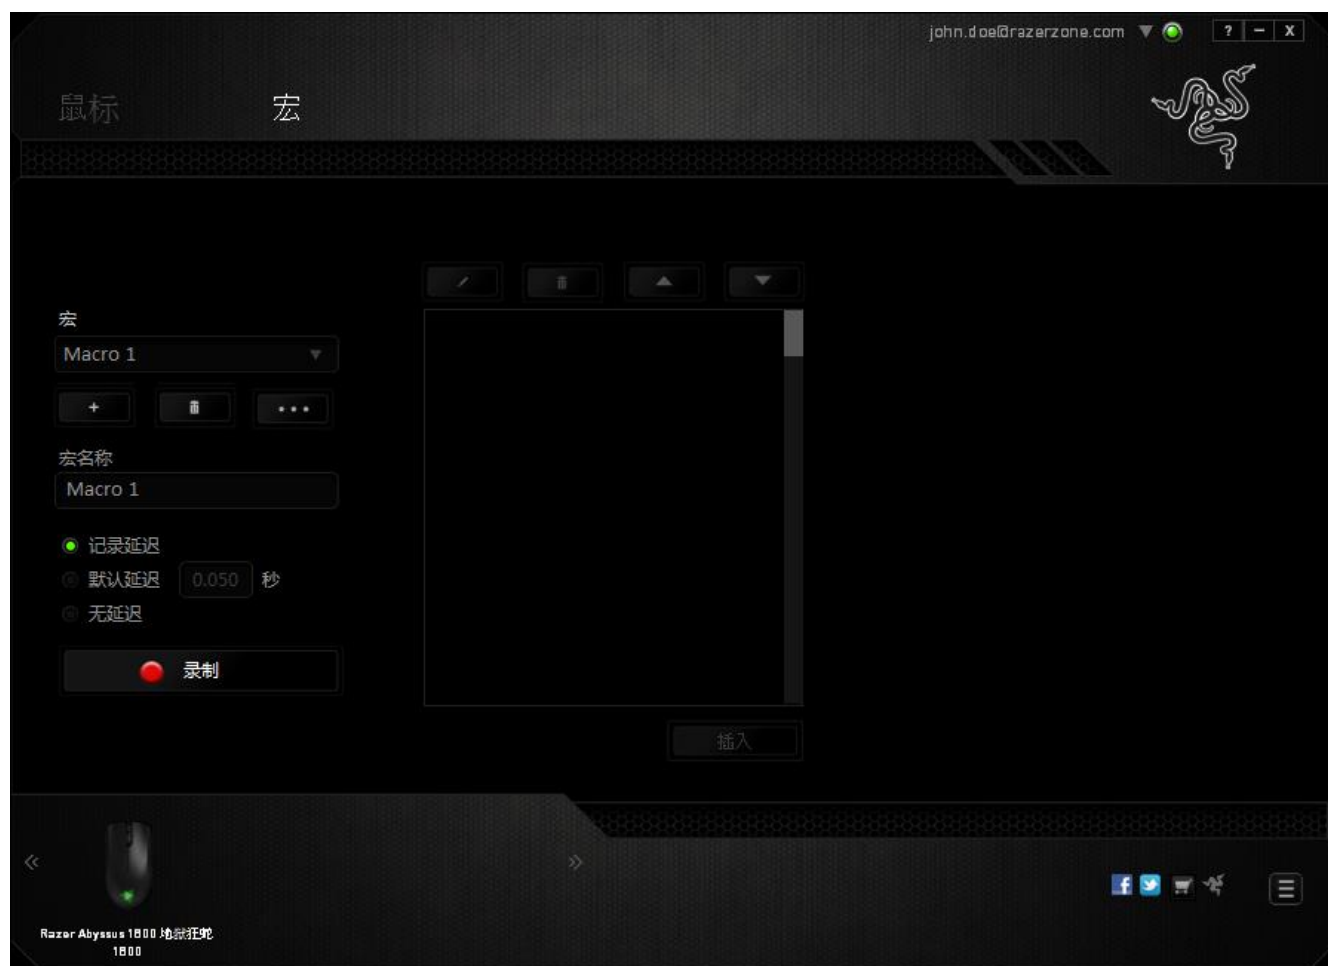 john.doe@razerzone.com
? − X
鼠标 宏
宏
Macro 1
宏名称
Macro 1
记录延迟
默认延迟 0.050 秒
无延迟
录制
插入
Razer Abyssus 1800 地狱狂蛇
1800